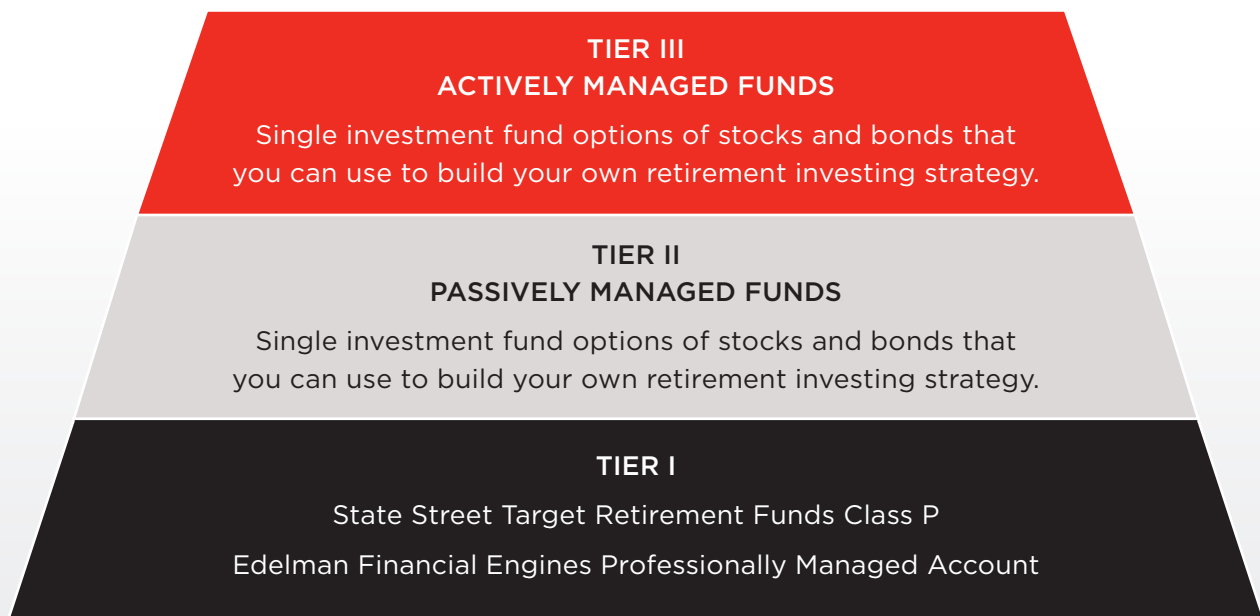 TIER III
ACTIVELY MANAGED FUNDS
Single investment fund options of stocks and bonds that
you can use to build your own retirement investing strategy.
TIER II
PASSIVELY MANAGED FUNDS
Single investment fund options of stocks and bonds that
you can use to build your own retirement investing strategy.
TIER I
State Street Target Retirement Funds Class P
Edelman Financial Engines Professionally Managed Account